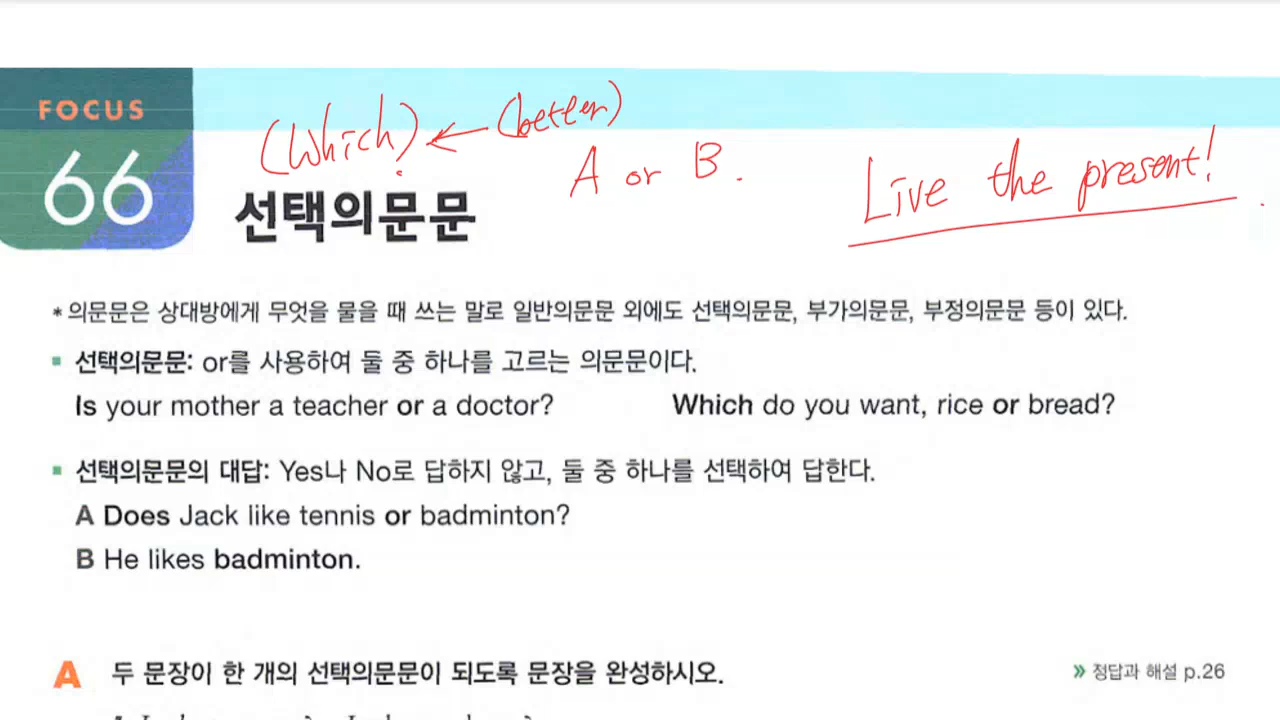 FOCUS
66
(Which) ← (better)
A or B.
Live the present!
선택의문문
* 의문문은 상대방에게 무엇을 물을 때 쓰는 말로 일반의문문 외에도 선택의문문, 부가의문문, 부정의문문 등이 있다.
선택의문문: or를 사용하여 둘 중 하나를 고르는 의문문이다.
Is your mother a teacher or a doctor? Which do you want, rice or bread?
선택의문문의 대답: Yes나 No로 답하지 않고, 둘 중 하나를 선택하여 답한다.
A Does Jack like tennis or badminton?
B He likes badminton.
A 두 문장이 한 개의 선택의문문이 되도록 문장을 완성하시오. » 정답과 해설 p.26